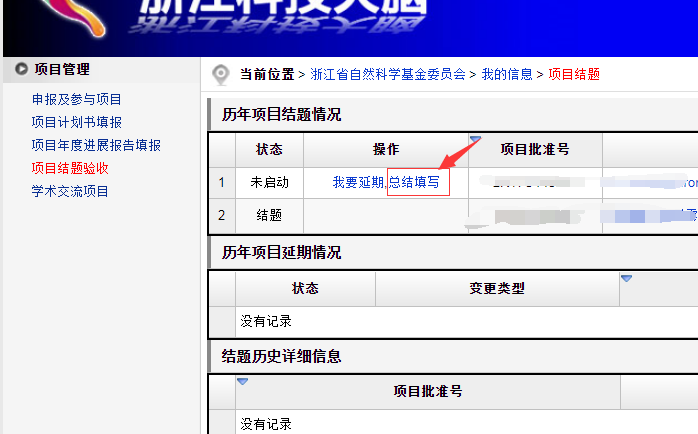 浙江科技大脑
项目管理
当前位置 > 浙江省自然科学基金委员会 > 我的信息 > 项目结题
申报及参与项目
项目计划书填报
项目年度进展报告填报
项目结题验收
学术交流项目
历年项目结题情况
状态 操作 项目批准号
1 未启动 我要延期,总结填写
2 结题
历年项目延期情况
状态 变更类型
没有记录
结题历史详细信息
项目批准号
没有记录